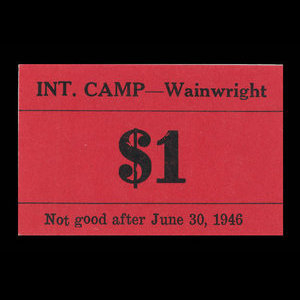 INT. CAMP—Wainwright
$1
Not good after June 30, 1946